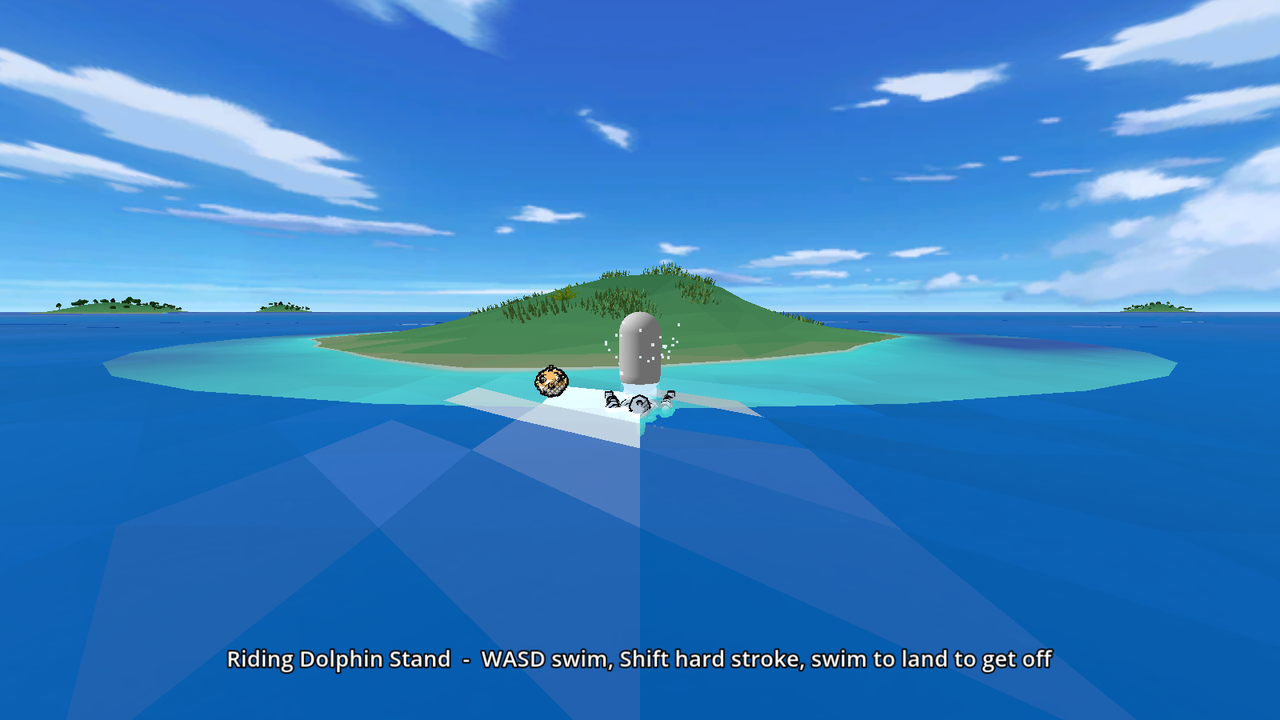 Riding Dolphin Stand - WASD swim, Shift hard stroke, swim to land to get off